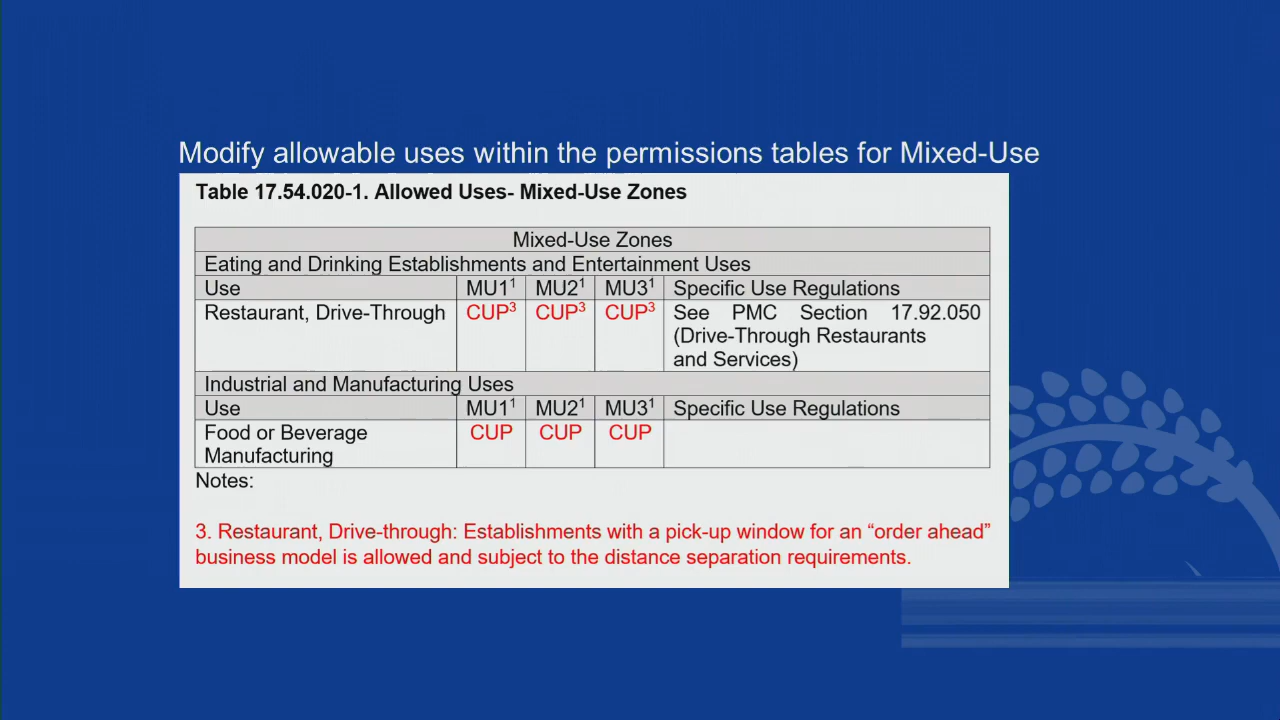 Modify allowable uses within the permissions tables for Mixed-Use
Table 17.54.020-1. Allowed Uses- Mixed-Use Zones
Mixed-Use Zones
Eating and Drinking Establishments and Entertainment Uses
Use MU1¹ MU2¹ MU3¹ Specific Use Regulations
Restaurant, Drive-Through CUP³ CUP³ CUP³ See PMC Section 17.92.050
(Drive-Through Restaurants
and Services)
Industrial and Manufacturing Uses
Use MU1¹ MU2¹ MU3¹ Specific Use Regulations
Food or Beverage CUP CUP CUP
Manufacturing
Notes:
3. Restaurant, Drive-through: Establishments with a pick-up window for an “order ahead”
business model is allowed and subject to the distance separation requirements.